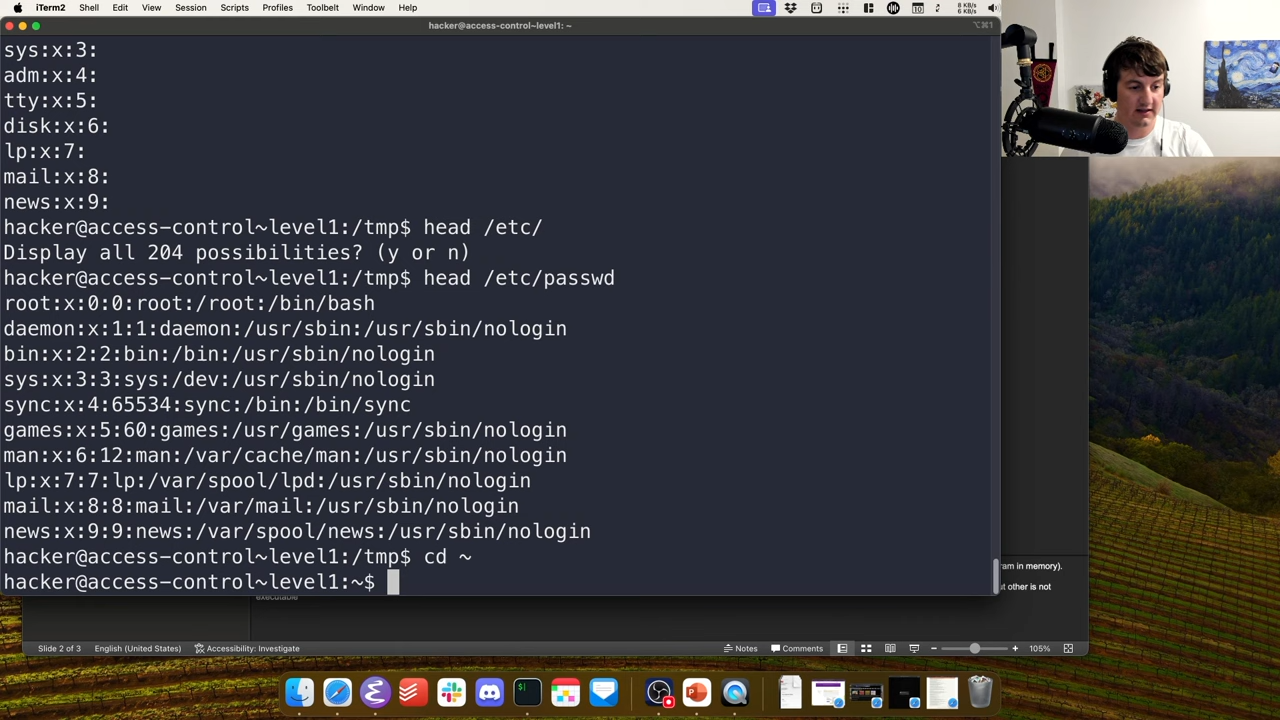 iTerm2 Shell Edit View Session Scripts Profiles Toolbelt Window Help
8 KB/s
6 KB/s
hacker@access-control~level1: ~
⌥⌘1
sys:x:3:
adm:x:4:
tty:x:5:
disk:x:6:
lp:x:7:
mail:x:8:
news:x:9:
hacker@access-control~level1:/tmp$ head /etc/
Display all 204 possibilities? (y or n)
hacker@access-control~level1:/tmp$ head /etc/passwd
root:x:0:0:root:/root:/bin/bash
daemon:x:1:1:daemon:/usr/sbin:/usr/sbin/nologin
bin:x:2:2:bin:/bin:/usr/sbin/nologin
sys:x:3:3:sys:/dev:/usr/sbin/nologin
sync:x:4:65534:sync:/bin:/bin/sync
games:x:5:60:games:/usr/games:/usr/sbin/nologin
man:x:6:12:man:/var/cache/man:/usr/sbin/nologin
lp:x:7:7:lp:/var/spool/lpd:/usr/sbin/nologin
mail:x:8:8:mail:/var/mail:/usr/sbin/nologin
news:x:9:9:news:/var/spool/news:/usr/sbin/nologin
hacker@access-control~level1:/tmp$ cd ~
hacker@access-control~level1:~$
am in memory).
ut other is not
executable
Slide 2 of 3 English (United States) Accessibility: Investigate Notes Comments 105%